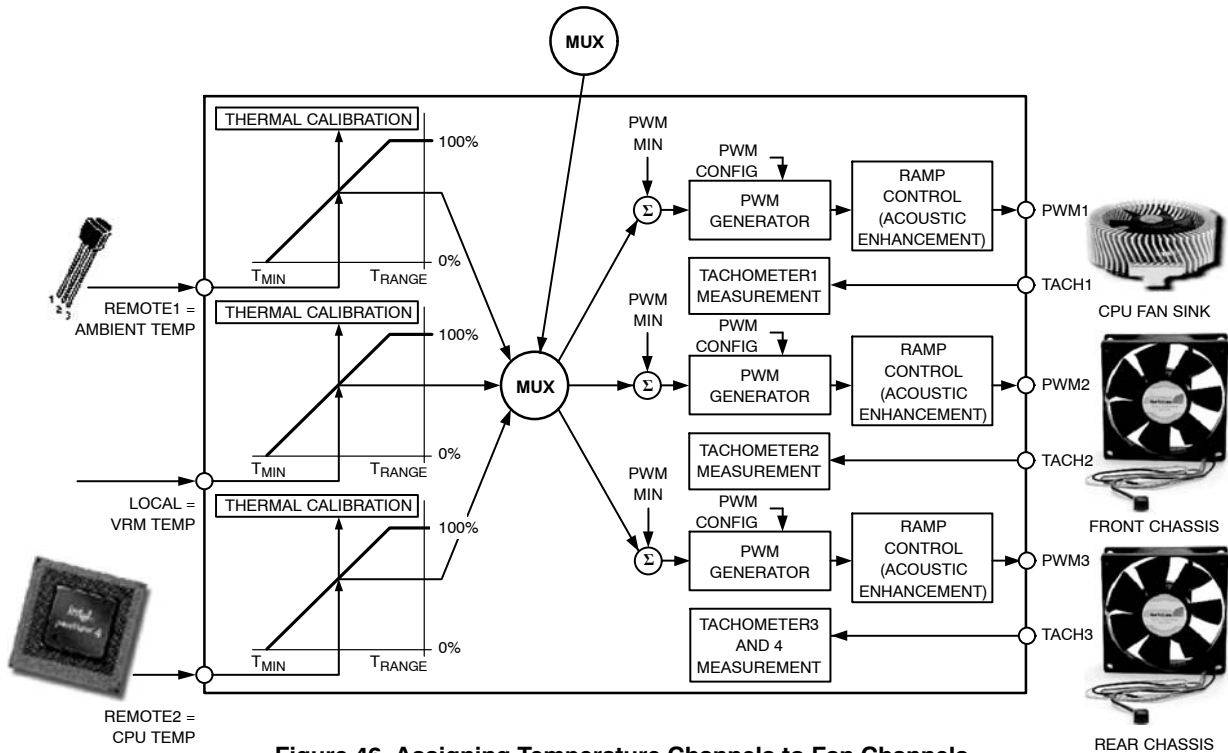 MUX
THERMAL CALIBRATION
100%
0%
TMIN
TRANGE
REMOTE1 =
AMBIENT TEMP
THERMAL CALIBRATION
100%
0%
TMIN
TRANGE
LOCAL =
VRM TEMP
THERMAL CALIBRATION
100%
0%
TMIN
TRANGE
REMOTE2 =
CPU TEMP
MUX
PWM
MIN
Σ
PWM
CONFIG
PWM
GENERATOR
RAMP
CONTROL
(ACOUSTIC
ENHANCEMENT)
PWM1
TACHOMETER1
MEASUREMENT
TACH1
CPU FAN SINK
PWM
MIN
Σ
PWM
CONFIG
PWM
GENERATOR
RAMP
CONTROL
(ACOUSTIC
ENHANCEMENT)
PWM2
TACHOMETER2
MEASUREMENT
TACH2
FRONT CHASSIS
PWM
MIN
Σ
PWM
CONFIG
PWM
GENERATOR
RAMP
CONTROL
(ACOUSTIC
ENHANCEMENT)
PWM3
TACHOMETER3
AND 4
MEASUREMENT
TACH3
REAR CHASSIS
1
2
3
intel
Figure 46. Assigning Temperature Channels to Fan Channels